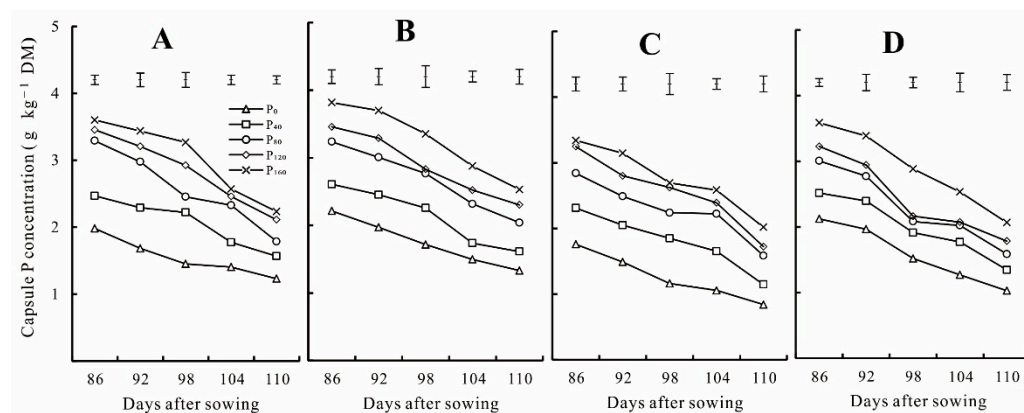 A
B
C
D
5
4
3
2
1
0
Capsule P concentration ( g kg⁻¹ DM)
P₀
P₄₀
P₈₀
P₁₂₀
P₁₆₀
86 92 98 104 110
86 92 98 104 110
86 92 98 104 110
86 92 98 104 110
Days after sowing
Days after sowing
Days after sowing
Days after sowing